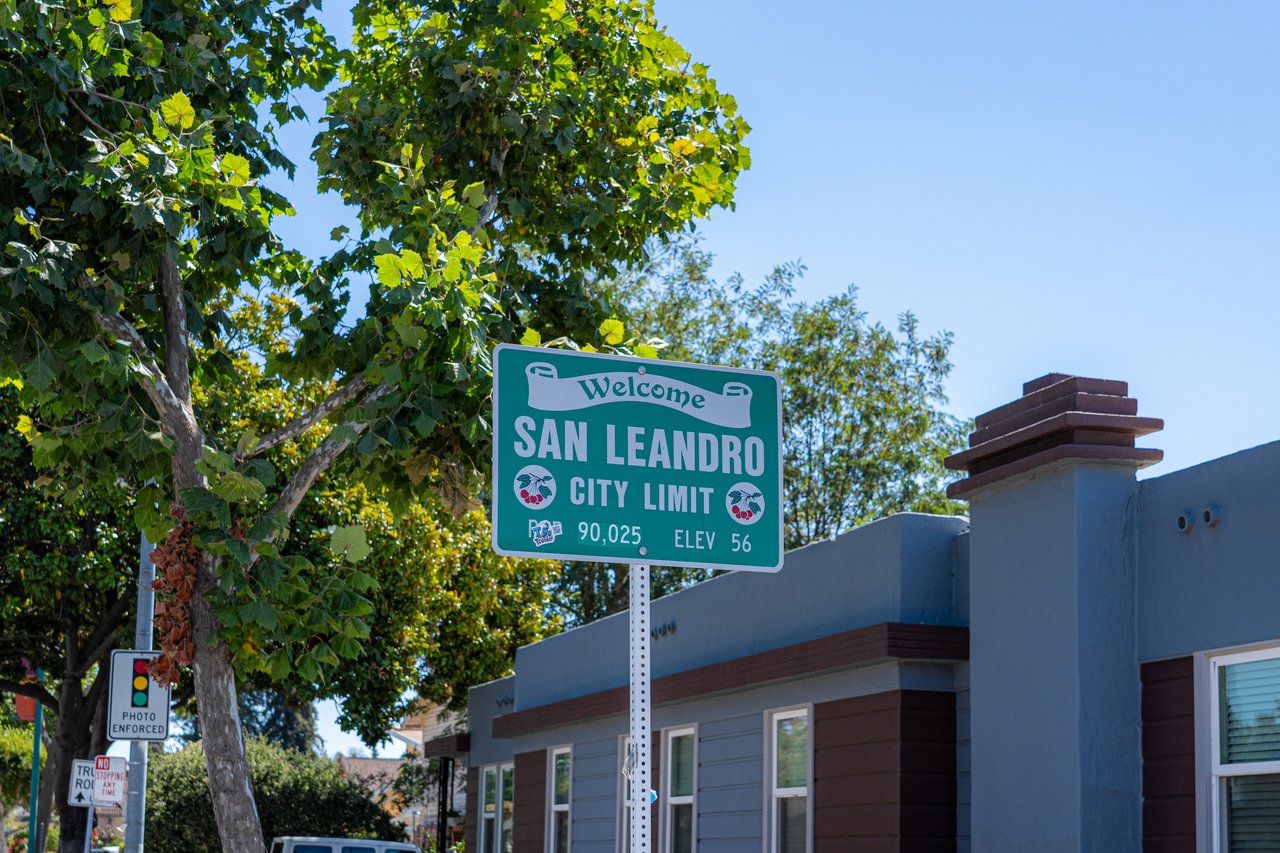 Welcome
SAN LEANDRO
CITY LIMIT
90,025 ELEV 56
PHOTO
ENFORCED
NO
STOPPING
ANY
TIME